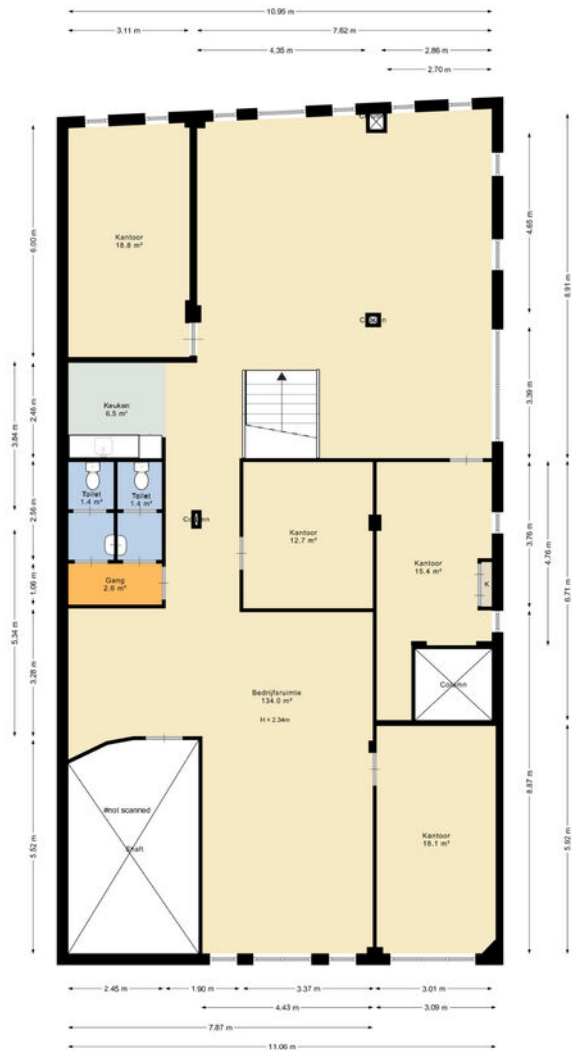 10.95 m
3.11 m
7.62 m
4.35 m
2.86 m
2.70 m
Kantoor
18.8 m²
6.00 m
4.65 m
8.91 m
3.39 m
Keuken
6.5 m²
2.46 m
3.84 m
Toilet
1.4 m²
Toilet
1.4 m²
Column
Kantoor
12.7 m²
Kantoor
15.4 m²
K
2.56 m
3.76 m
4.76 m
6.71 m
Gang
2.6 m²
1.06 m
5.34 m
3.28 m
Bedrijfsruimte
134.0 m²
H = 2.34m
Column
#not scanned
Shaft
Kantoor
18.1 m²
5.52 m
8.87 m
5.92 m
2.45 m
1.90 m
3.37 m
3.01 m
4.43 m
3.09 m
7.87 m
11.06 m